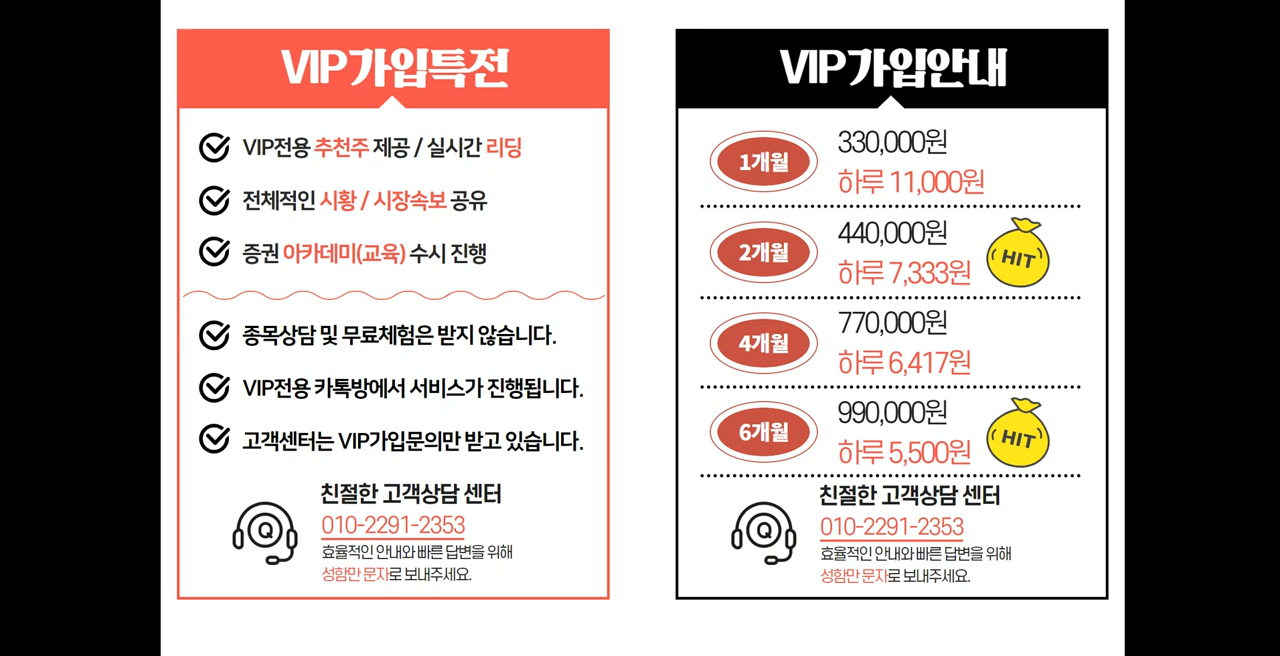 VIP가입특전
VIP전용 추천주 제공 / 실시간 리딩
전체적인 시황 / 시장속보 공유
증권 아카데미(교육) 수시 진행
종목상담 및 무료체험은 받지 않습니다.
VIP전용 카톡방에서 서비스가 진행됩니다.
고객센터는 VIP가입문의만 받고 있습니다.
Q
친절한 고객상담 센터
010-2291-2353
효율적인 안내와 빠른 답변을 위해
성함만 문자로 보내주세요.
VIP가입안내
1개월
330,000원
하루 11,000원
2개월
440,000원
하루 7,333원
HIT
4개월
770,000원
하루 6,417원
6개월
990,000원
하루 5,500원
HIT
Q
친절한 고객상담 센터
010-2291-2353
효율적인 안내와 빠른 답변을 위해
성함만 문자로 보내주세요.